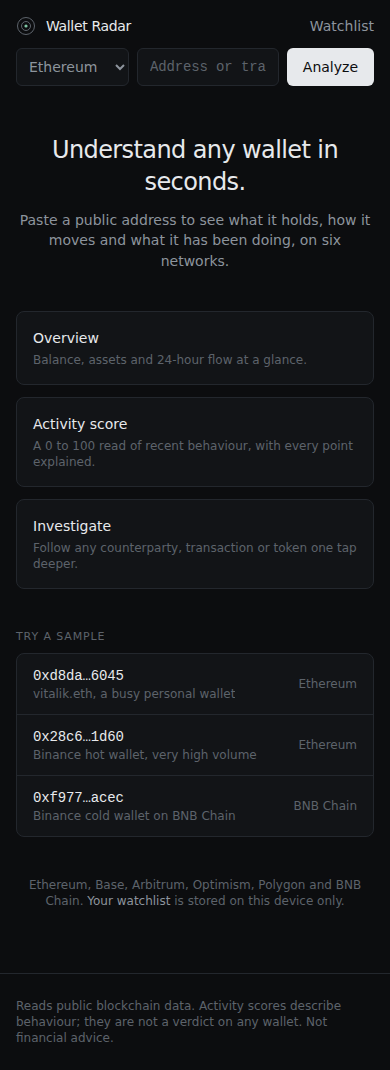 Wallet Radar
Watchlist
Ethereum
Address or tra
Analyze
Understand any wallet in
seconds.
Paste a public address to see what it holds, how it
moves and what it has been doing, on six
networks.
Overview
Balance, assets and 24-hour flow at a glance.
Activity score
A 0 to 100 read of recent behaviour, with every point
explained.
Investigate
Follow any counterparty, transaction or token one tap
deeper.
TRY A SAMPLE
0xd8da…6045
vitalik.eth, a busy personal wallet
Ethereum
0x28c6…1d60
Binance hot wallet, very high volume
Ethereum
0xf977…acec
Binance cold wallet on BNB Chain
BNB Chain
Ethereum, Base, Arbitrum, Optimism, Polygon and BNB
Chain. Your watchlist is stored on this device only.
Reads public blockchain data. Activity scores describe
behaviour; they are not a verdict on any wallet. Not
financial advice.